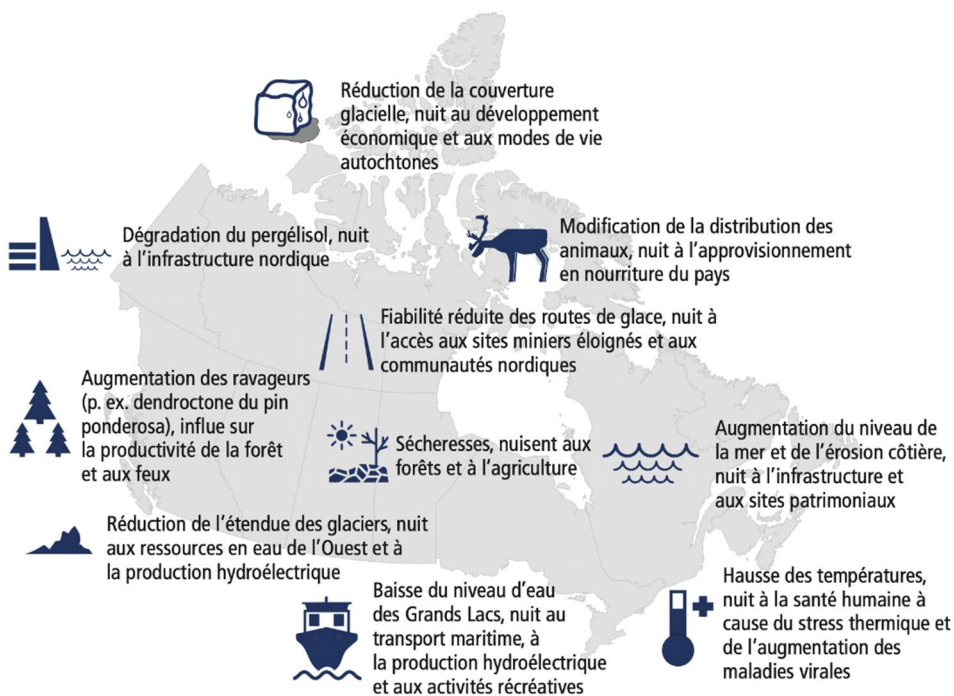 Réduction de la couverture
glacielle, nuit au développement
économique et aux modes de vie
autochtones
Dégradation du pergélisol, nuit
à l'infrastructure nordique
Modification de la distribution des
animaux, nuit à l'approvisionnement
en nourriture du pays
Fiabilité réduite des routes de glace, nuit à
l'accès aux sites miniers éloignés et aux
communautés nordiques
Augmentation des ravageurs
(p. ex. dendroctone du pin
ponderosa), influe sur
la productivité de la forêt
et aux feux
Sécheresses, nuisent aux
forêts et à l'agriculture
Augmentation du niveau de
la mer et de l'érosion côtière,
nuit à l'infrastructure et
aux sites patrimoniaux
Réduction de l'étendue des glaciers, nuit
aux ressources en eau de l'Ouest et à
la production hydroélectrique
Baisse du niveau d'eau
des Grands Lacs, nuit au
transport maritime, à
la production hydroélectrique
et aux activités récréatives
Hausse des températures,
nuit à la santé humaine à
cause du stress thermique et
de l'augmentation des
maladies virales